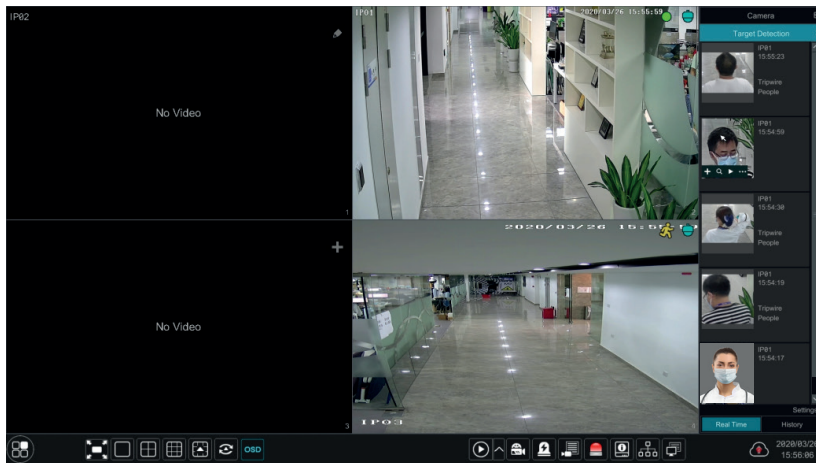 IP02
No Video
1
IP01
2020/03/26 15:55:59
No Video
3
2020/03/26
IP03
Camera
Target Detection
IP01
15:55:23
Tripwire
People
IP01
15:54:59
IP01
15:54:30
Tripwire
People
IP01
15:54:19
Tripwire
People
IP01
15:54:17
Real Time
History
OSD
2020/03/26
15:56:06